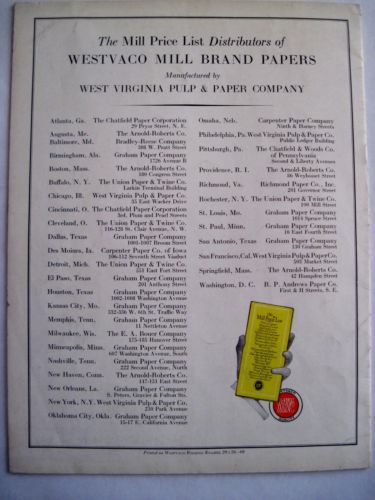 The Mill Price List Distributors of
WESTVACO MILL BRAND PAPERS
Manufactured by
WEST VIRGINIA PULP & PAPER COMPANY
Atlanta, Ga. The Chatfield Paper Corporation
29 Pryor Street, N. E.
Augusta, Me. The Arnold-Roberts Co.
Baltimore, Md. Bradley-Reese Company
308 W. Pratt Street
Birmingham, Ala. Graham Paper Company
1726 Avenue B
Boston, Mass. The Arnold-Roberts Co.
180 Congress Street
Buffalo, N. Y. The Union Paper & Twine Co.
Larkin Terminal Building
Chicago, Ill. West Virginia Pulp & Paper Co.
35 East Wacker Drive
Cincinnati, O. The Chatfield Paper Corporation
3rd, Plum and Pearl Streets
Cleveland, O. The Union Paper & Twine Co.
116-128 St. Clair Avenue, N. W.
Dallas, Texas Graham Paper Company
1001-1007 Broom Street
Des Moines, Ia. Carpenter Paper Co. of Iowa
106-112 Seventh Street Viaduct
Detroit, Mich. The Union Paper & Twine Co.
551 East Fort Street
El Paso, Texas Graham Paper Company
201 Anthony Street
Houston, Texas Graham Paper Company
1002-1008 Washington Avenue
Kansas City, Mo. Graham Paper Company
332-336 W. 6th St. Traffic Way
Memphis, Tenn. Graham Paper Company
11 Nettleton Avenue
Milwaukee, Wis. The E. A. Bouer Company
175-185 Hanover Street
Minneapolis, Minn. Graham Paper Company
607 Washington Avenue, South
Nashville, Tenn. Graham Paper Company
222 Second Avenue, North
New Haven, Conn. The Arnold-Roberts Co.
147-151 East Street
New Orleans, La. Graham Paper Company
S. Peters, Gravier & Fulton Sts.
New York, N. Y. West Virginia Pulp & Paper Co.
230 Park Avenue
Oklahoma City, Okla. Graham Paper Company
15-17 E. California Avenue
Omaha, Neb. Carpenter Paper Company
Ninth & Harney Streets
Philadelphia, Pa. West Virginia Pulp & Paper Co.
Public Ledger Building
Pittsburgh, Pa. The Chatfield & Woods Co.
of Pennsylvania
Second & Liberty Avenues
Providence, R. I. The Arnold-Roberts Co.
86 Weybosset Street
Richmond, Va. Richmond Paper Co., Inc.
201 Governor Street
Rochester, N. Y. The Union Paper & Twine Co.
190 Mill Street
St. Louis, Mo. Graham Paper Company
1014 Spruce Street
St. Paul, Minn. Graham Paper Company
16 East Fourth Street
San Antonio, Texas Graham Paper Company
130 Graham Street
San Francisco, Cal. West Virginia Pulp & Paper Co.
503 Market Street
Springfield, Mass. The Arnold-Roberts Co.
42 Hampden Street
Washington, D. C. R. P. Andrews Paper Company
First & H Streets, S. E.
The
Mill Price List